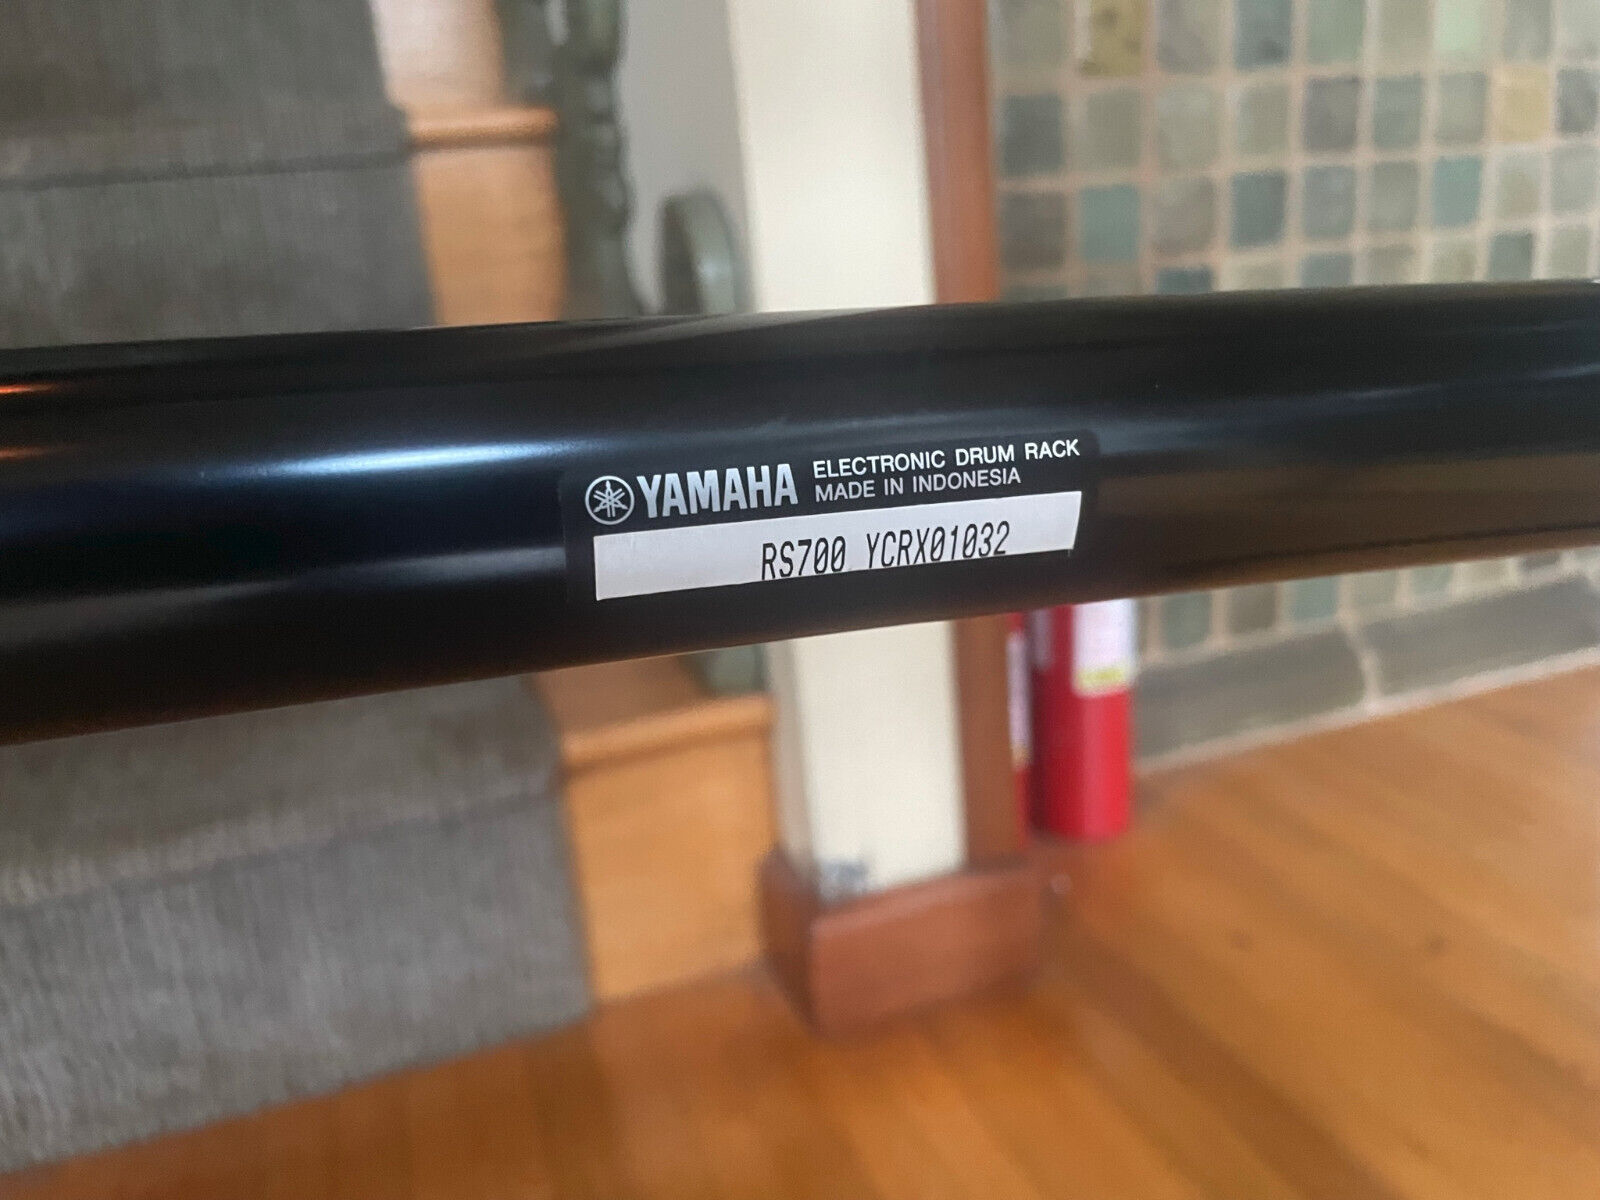 YAMAHA ELECTRONIC DRUM RACK
MADE IN INDONESIA
RS700 YCRX01032